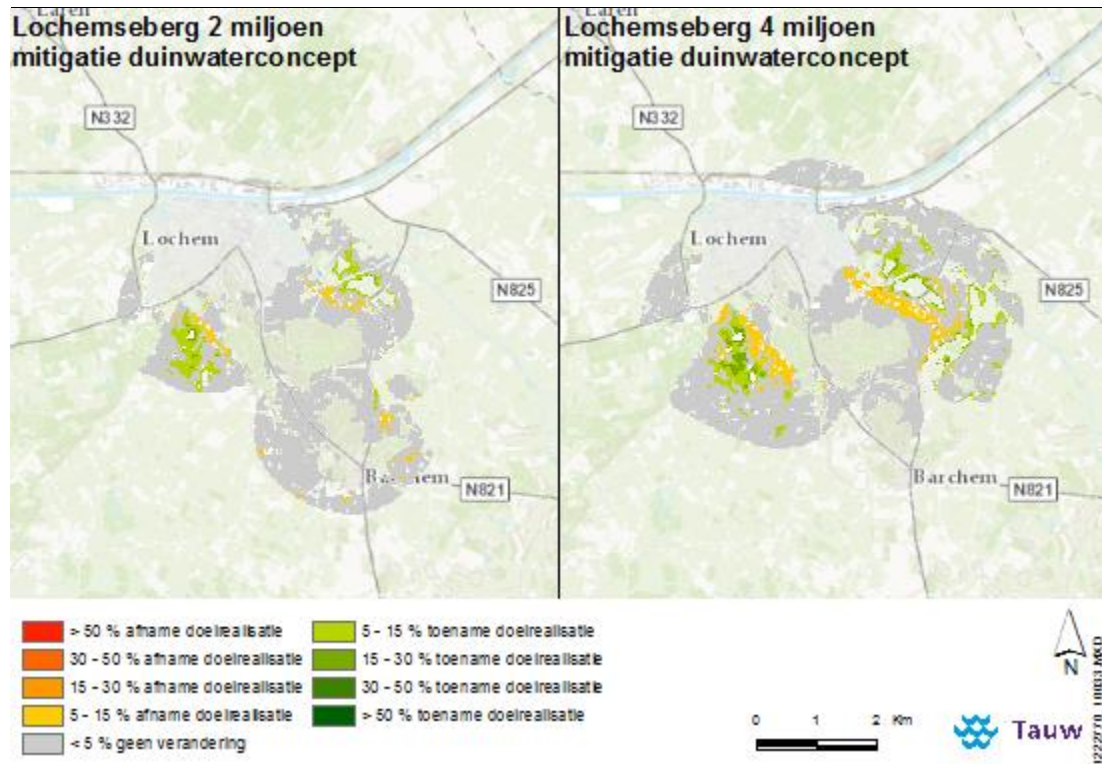 Laren
Lochemseberg 2 miljoen
mitigatie duinwaterconcept
N332
Lochem
N825
Barchem
N821
Laren
Lochemseberg 4 miljoen
mitigatie duinwaterconcept
N332
Lochem
N825
Barchem
N821
> 50 % afname doelrealisatie
30 - 50 % afname doelrealisatie
15 - 30 % afname doelrealisatie
5 - 15 % afname doelrealisatie
< 5 % geen verandering
5 - 15 % toename doelrealisatie
15 - 30 % toename doelrealisatie
30 - 50 % toename doelrealisatie
> 50 % toename doelrealisatie
0 1 2 Km
N
Tauw